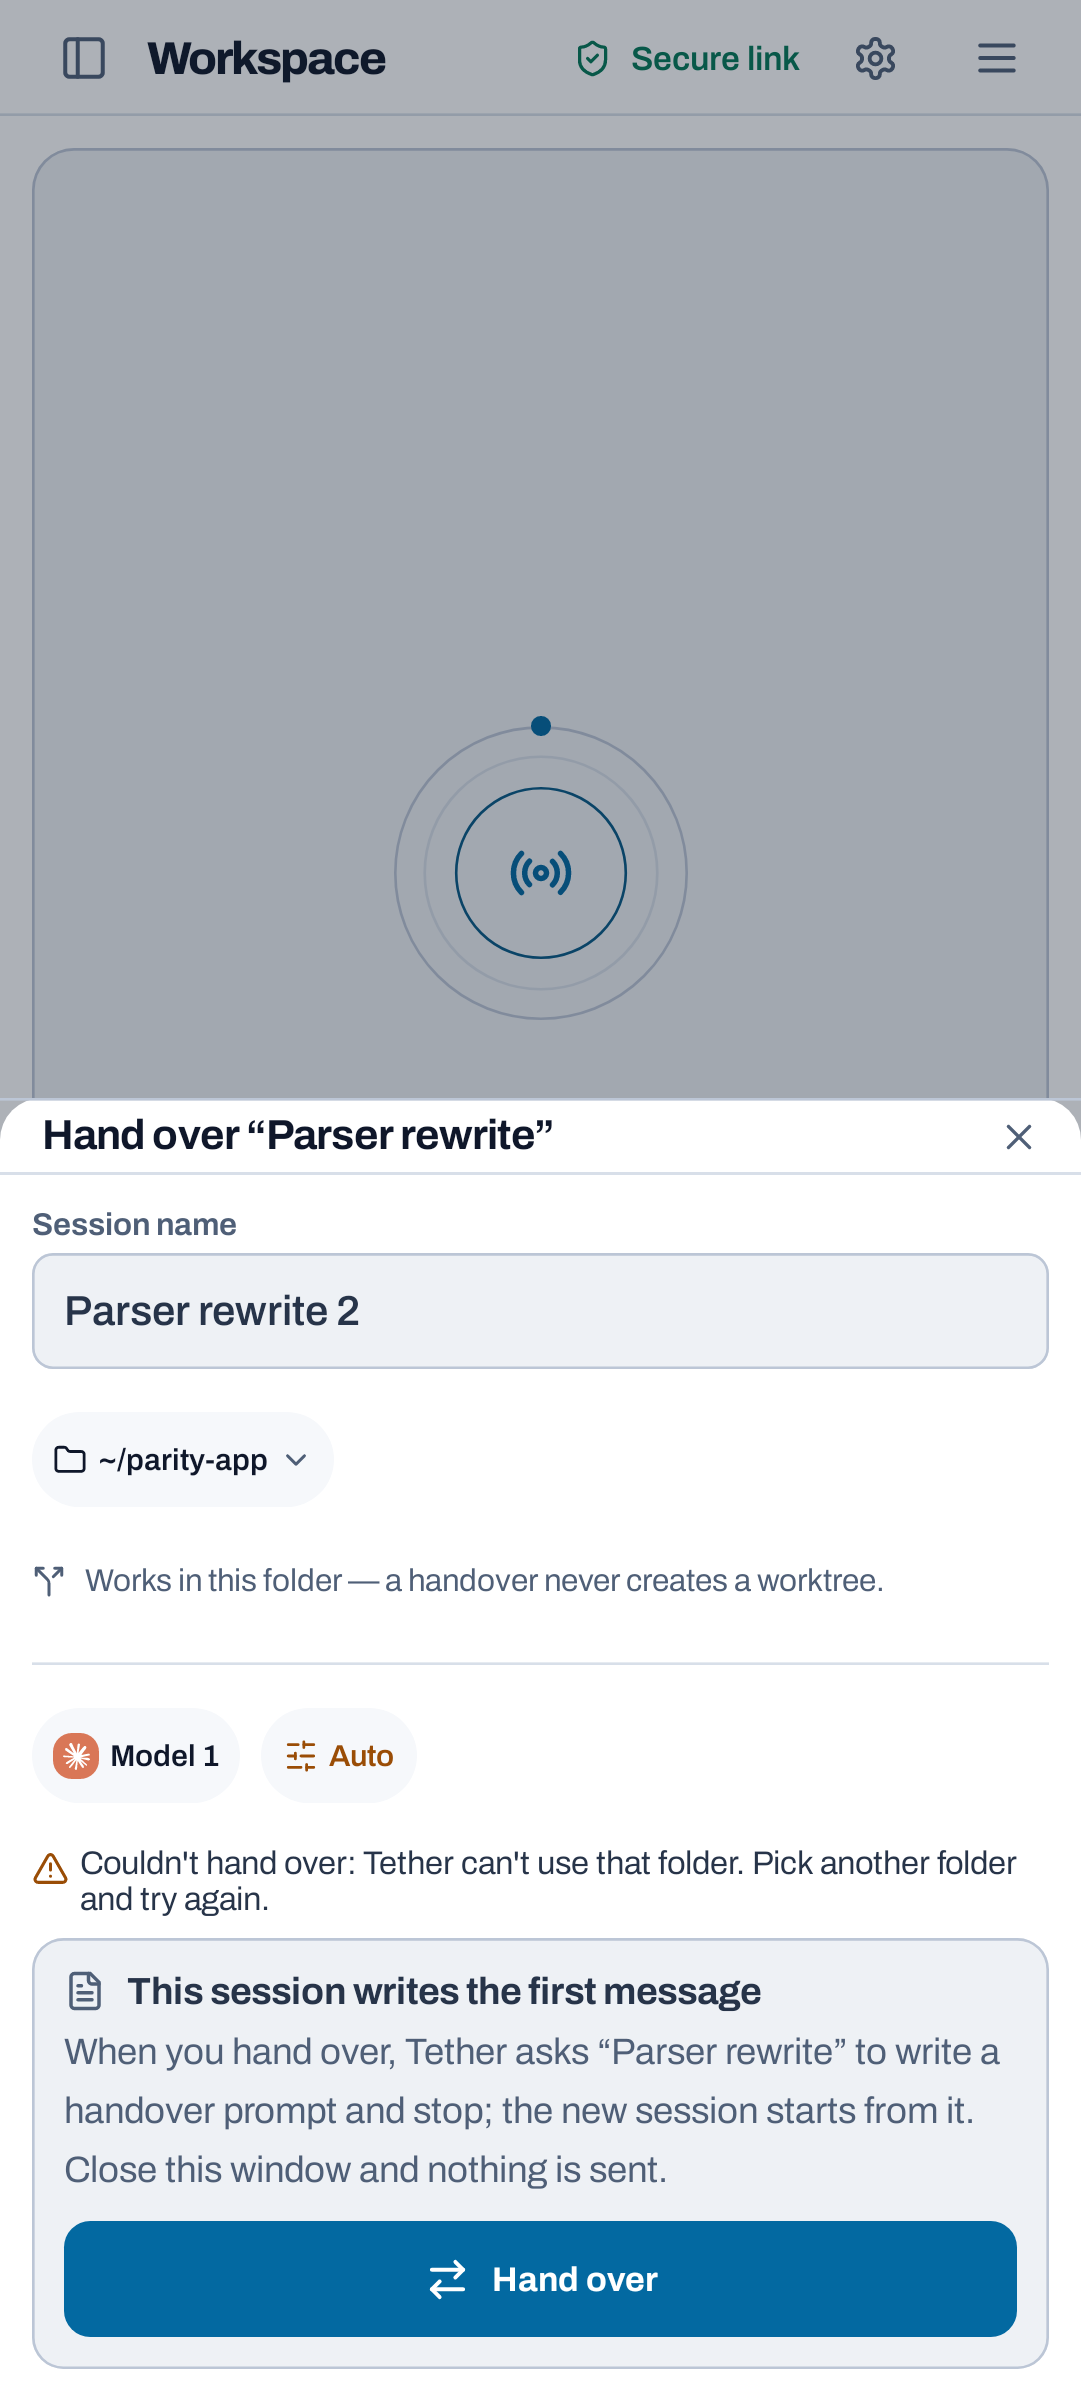 Workspace
Secure link
Hand over “Parser rewrite”
Session name
Parser rewrite 2
~/parity-app
Works in this folder — a handover never creates a worktree.
Model 1
Auto
Couldn't hand over: Tether can't use that folder. Pick another folder
and try again.
This session writes the first message
When you hand over, Tether asks “Parser rewrite” to write a
handover prompt and stop; the new session starts from it.
Close this window and nothing is sent.
Hand over